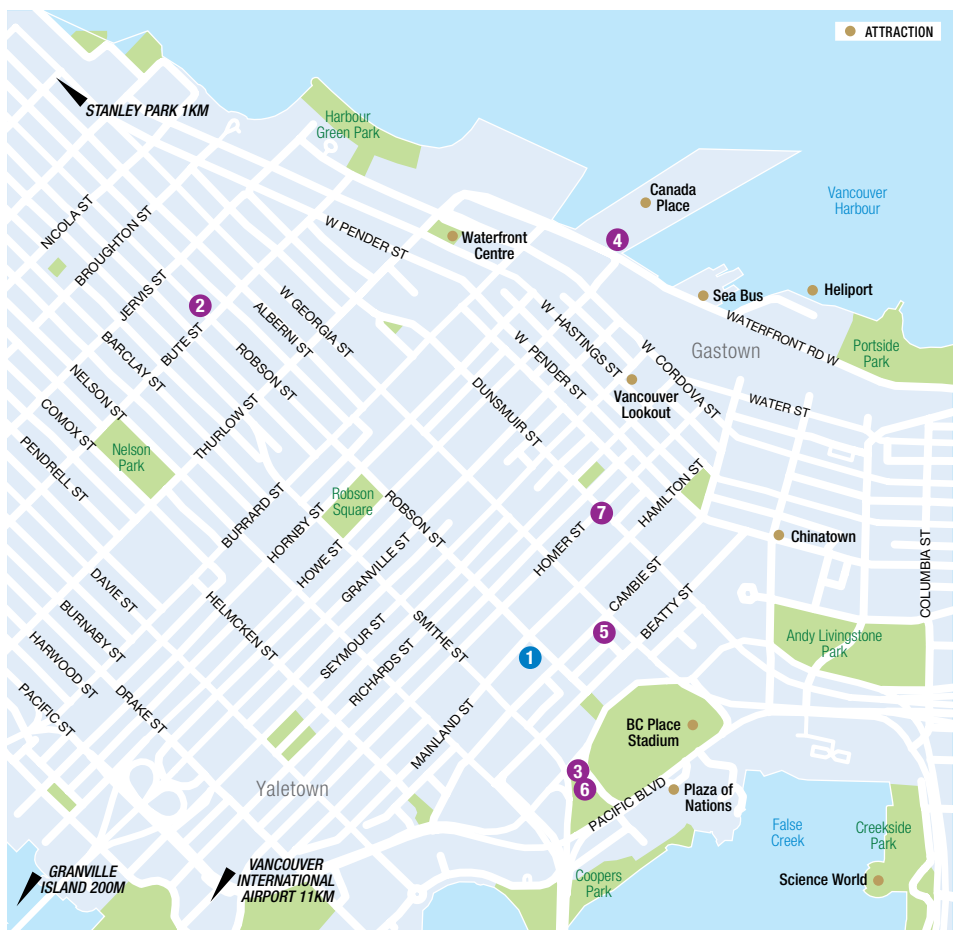 ATTRACTION
STANLEY PARK 1KM
Harbour
Green Park
Canada
Place
Vancouver
Harbour
NICOLA ST
BROUGHTON ST
W PENDER ST
Waterfront
Centre
4
JERVIS ST
2
BUTE ST
W GEORGIA ST
ALBERNI ST
ROBSON ST
BARCLAY ST
NELSON ST
COMOX ST
PENDRELL ST
Nelson
Park
THURLOW ST
Sea Bus
Heliport
WATERFRONT RD W
Portside
Park
Gastown
W HASTINGS ST
W PENDER ST
W CORDOVA ST
Vancouver
Lookout
WATER ST
DUNSMUIR ST
BURRARD ST
HORNBY ST
Robson
Square
ROBSON ST
HOWE ST
GRANVILLE ST
7
HOMER ST
HAMILTON ST
Chinatown
COLUMBIA ST
CAMBIE ST
BEATTY ST
5
1
Andy Livingstone
Park
DAVIE ST
BURNABY ST
HARWOOD ST
PACIFIC ST
DRAKE ST
HELMCKEN ST
SEYMOUR ST
RICHARDS ST
SMITHE ST
MAINLAND ST
BC Place
Stadium
3
6
PACIFIC BLVD
Plaza of
Nations
Yaletown
False
Creek
Creekside
Park
Coopers
Park
Science World
GRANVILLE
ISLAND 200M
VANCOUVER
INTERNATIONAL
AIRPORT 11KM